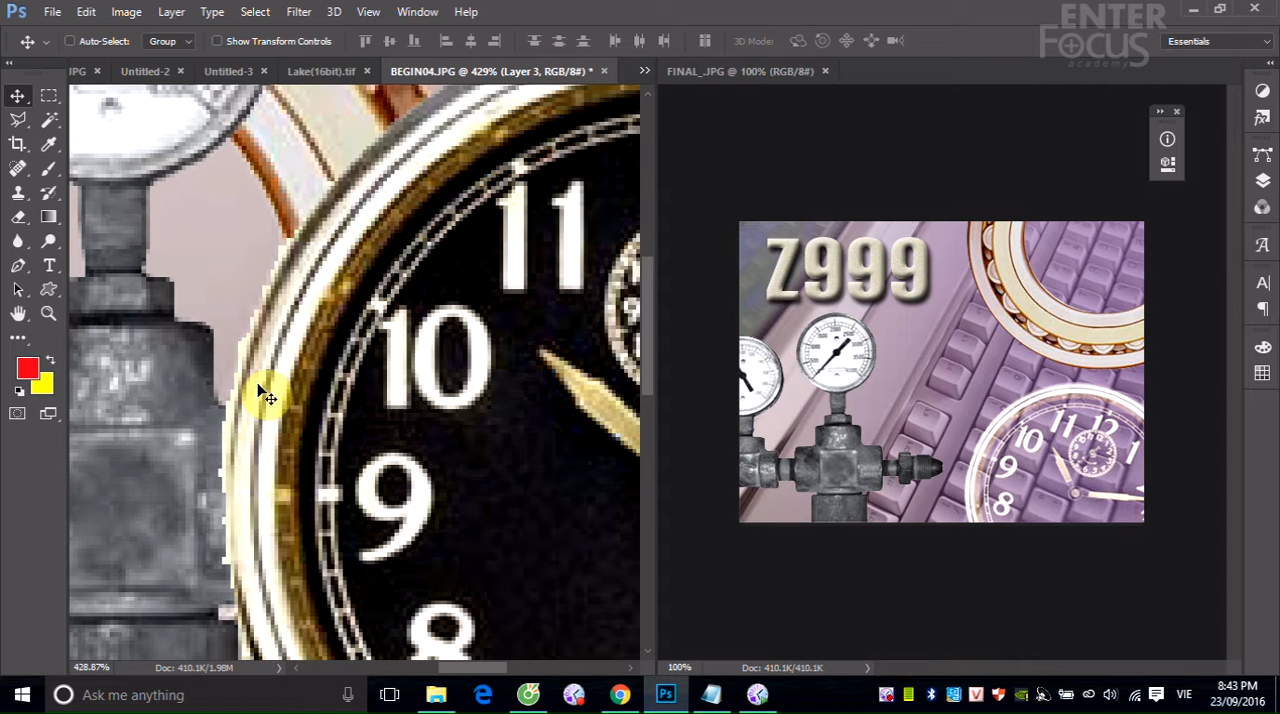 Ps File Edit Image Layer Type Select Filter 3D View Window Help
ENTER
FOCUS
academy
Auto-Select: Group Show Transform Controls 3D Mode: Essentials
JPG × Untitled-2 × Untitled-3 × Lake(16bit).tif × BEGIN04.JPG @ 429% (Layer 3, RGB/8#) * × FINAL_.JPG @ 100% (RGB/8#) ×
11
10
9
8
Z999
12
11
10
9
8
1
428.87% Doc: 410.1K/1.98M 100% Doc: 410.1K/410.1K
Ask me anything
VIE
8:43 PM
23/09/2016